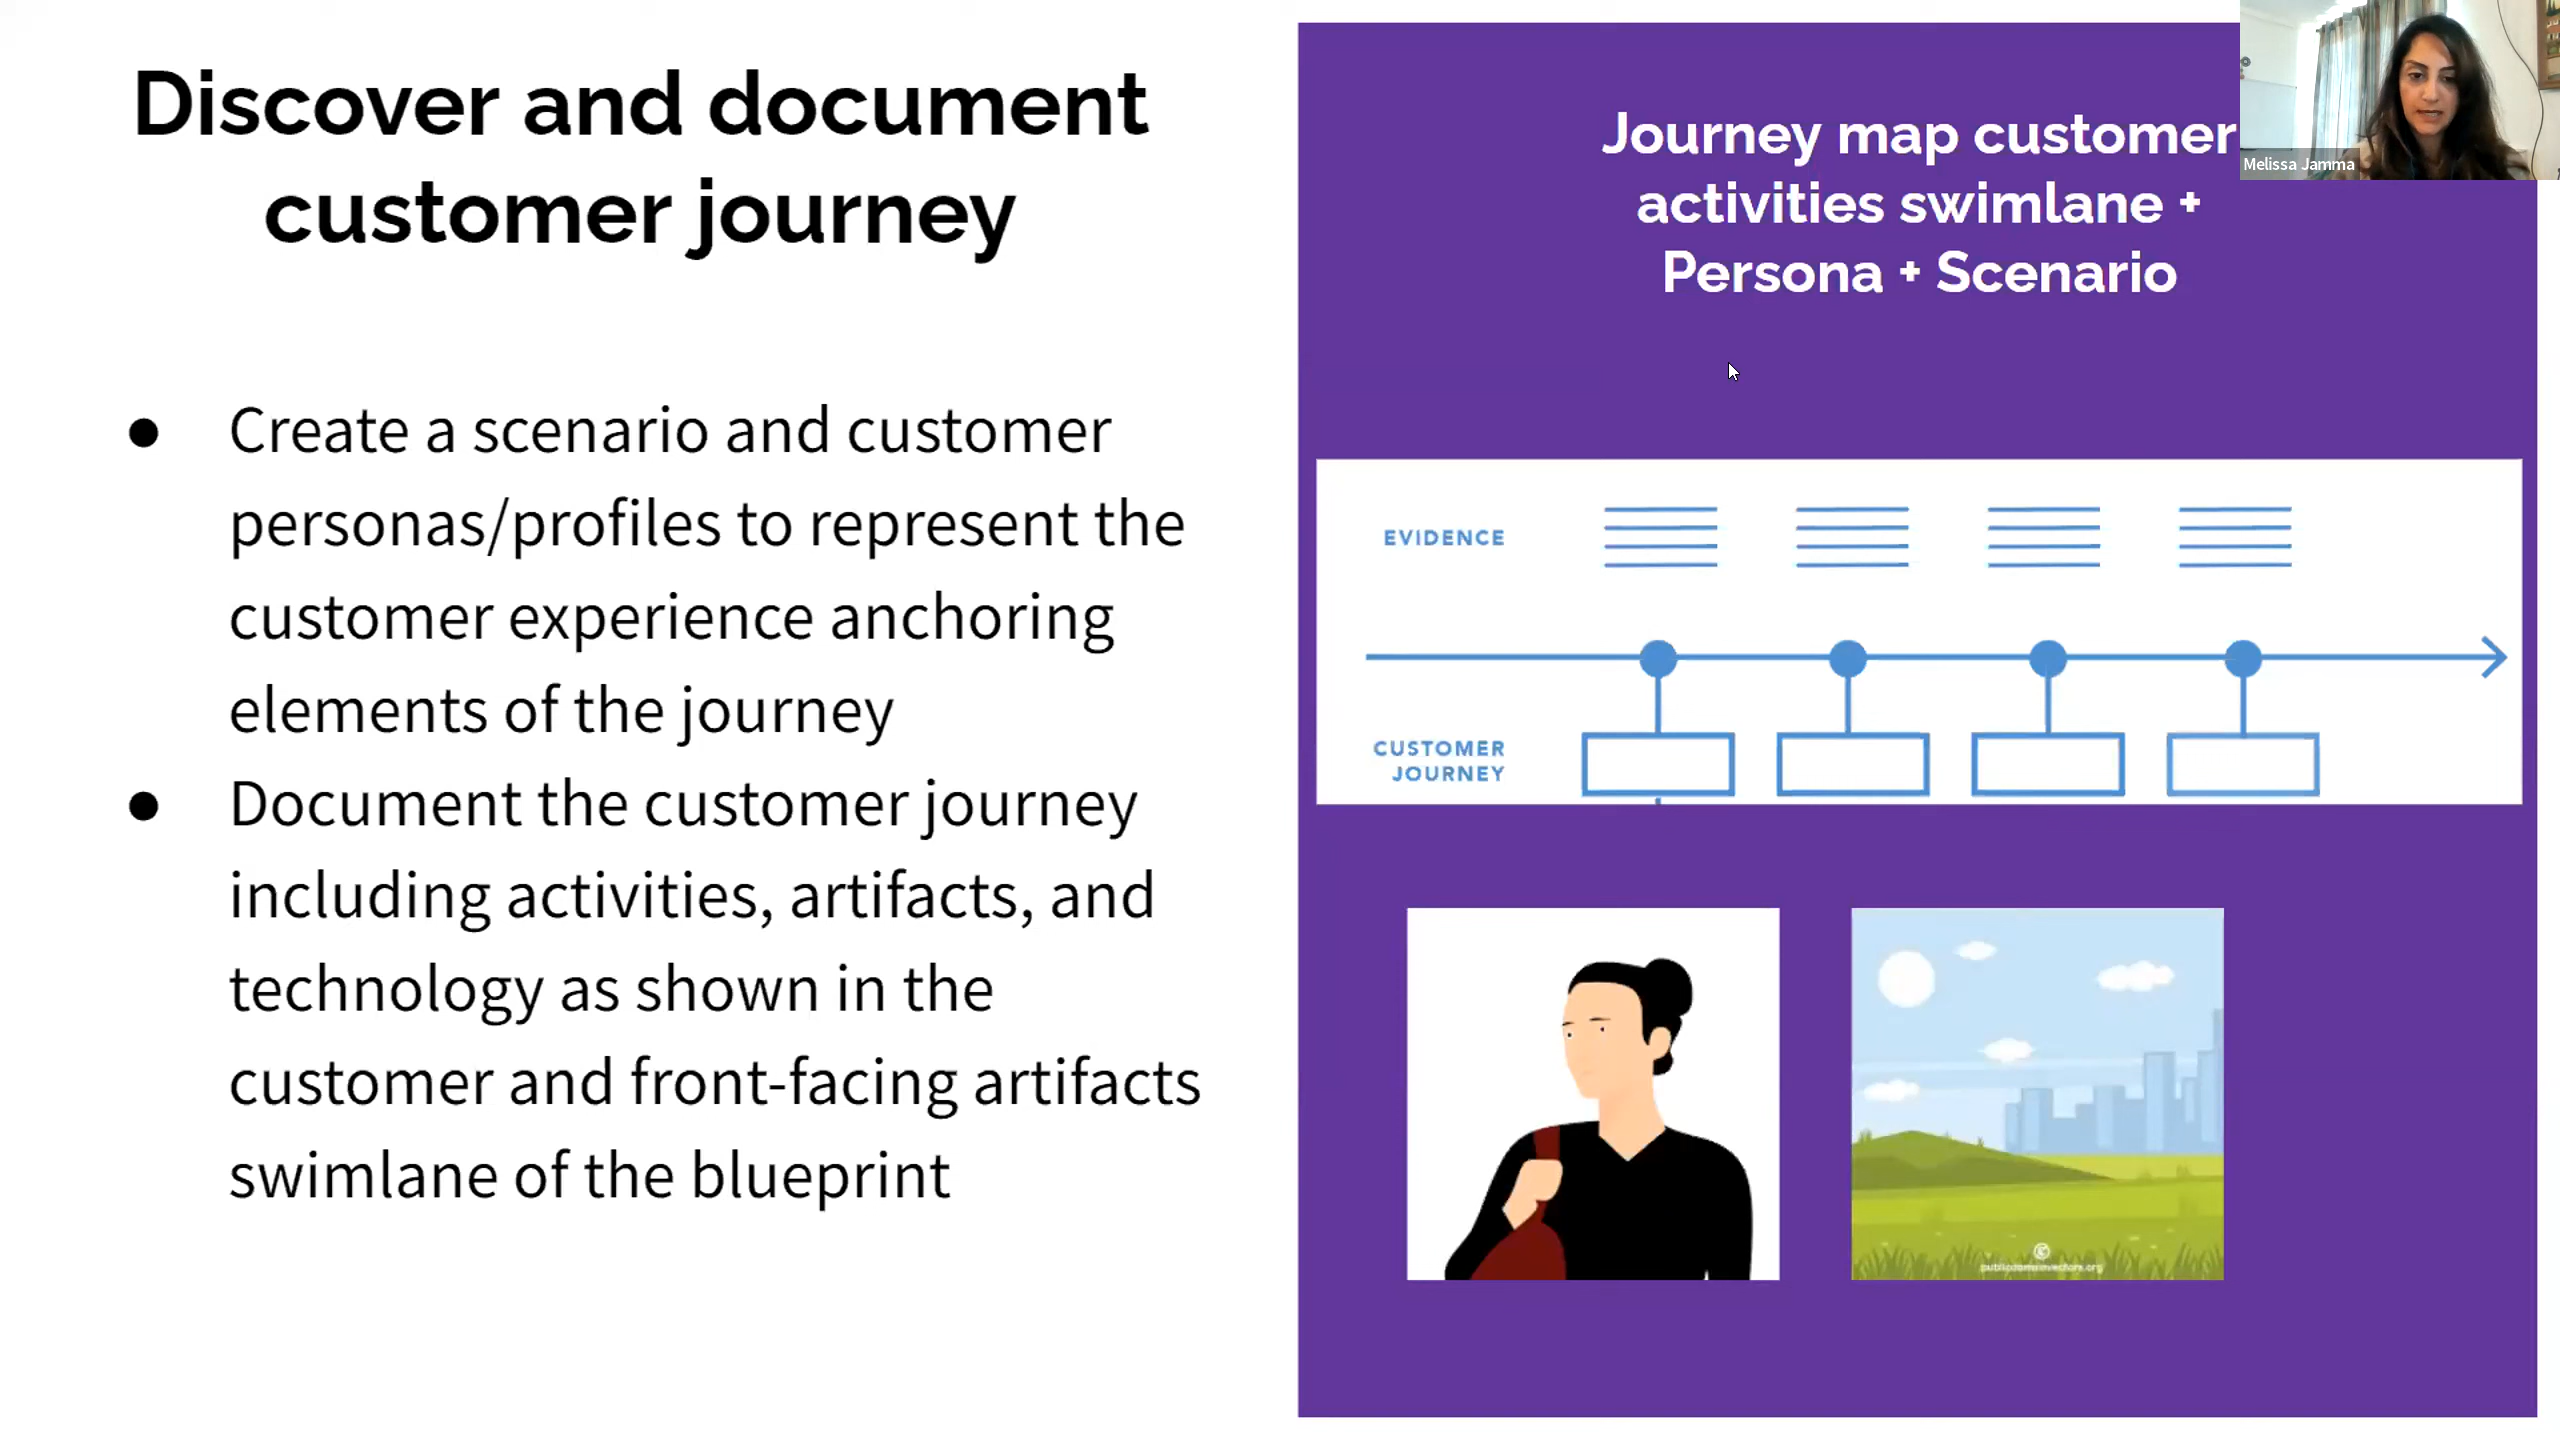 Discover and document
customer journey
● Create a scenario and customer
personas/profiles to represent the
customer experience anchoring
elements of the journey
● Document the customer journey
including activities, artifacts, and
technology as shown in the
customer and front-facing artifacts
swimlane of the blueprint
Journey map customer
activities swimlane +
Persona + Scenario
Melissa Jamma
EVIDENCE
CUSTOMER
JOURNEY
publicdomainvectors.org